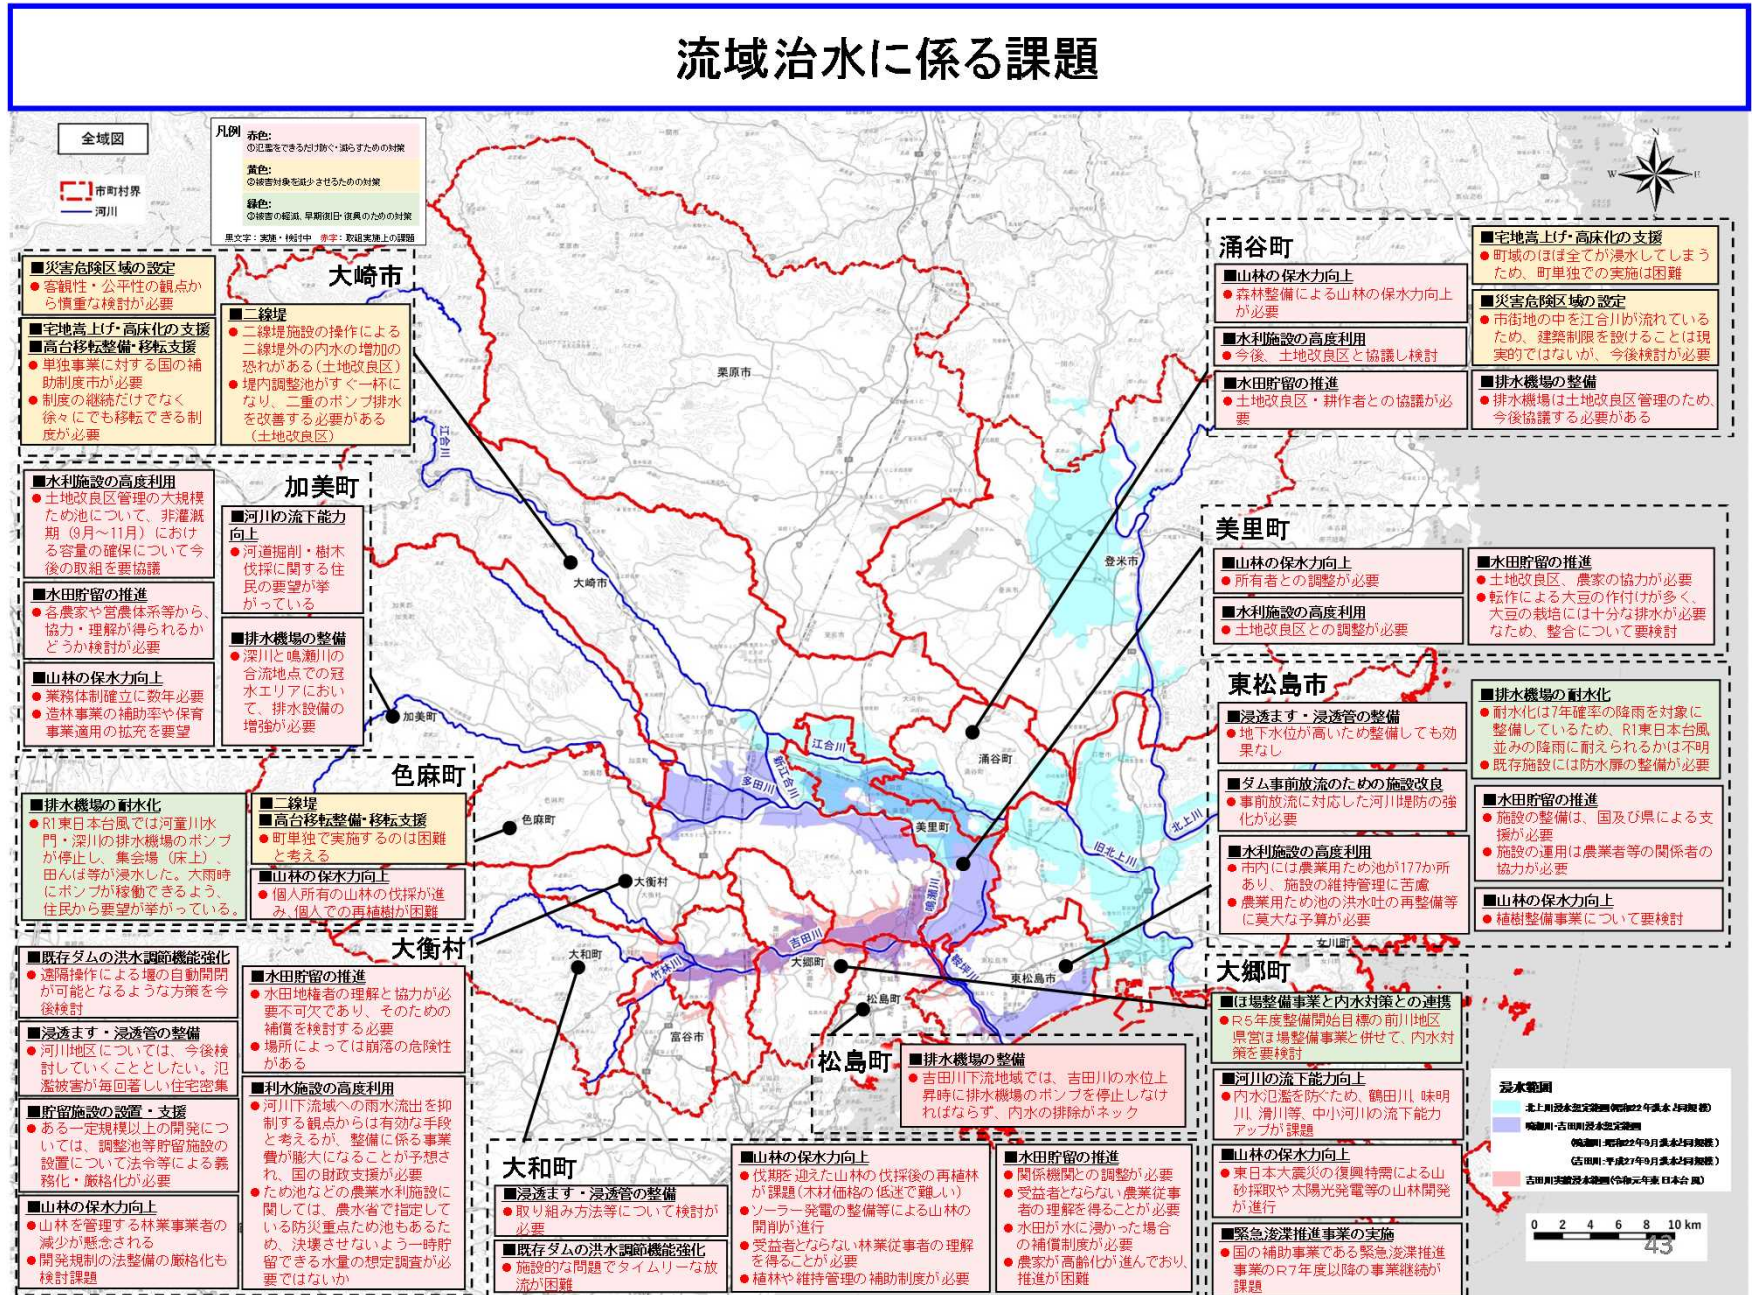 流域治水に係る課題
全域図
市町村界
河川
凡例
赤色:
①氾濫をできるだけ防ぐ・減らすための対策
黄色:
②被害対象を減少させるための対策
緑色:
③被害の軽減、早期復旧・復興のための対策
黒文字：実施・検討中 赤字：取組実施上の課題
大崎市
■災害危険区域の設定
●客観性・公平性の観点か
ら慎重な検討が必要
■宅地嵩上げ・高床化の支援
■高台移転整備・移転支援
●単独事業に対する国の補
助制度市が必要
●制度の継続だけでなく
徐々にでも移転できる制
度が必要
■二線堤
●二線堤施設の操作による
二線堤外の内水の増加の
恐れがある（土地改良区）
●堤内調整池がすぐ一杯に
なり、二重のポンプ排水
を改善する必要がある
（土地改良区）
加美町
■水利施設の高度利用
●土地改良区管理の大規模
ため池について、非灌漑
期（9月～11月）におけ
る容量の確保について今
後の取組を要協議
■水田貯留の推進
●各農家や営農体系等から、
協力・理解が得られるか
どうか検討が必要
■山林の保水力向上
●業務体制確立に数年必要
●造林事業の補助率や保育
事業適用の拡充を要望
■河川の流下能力
向上
●河道掘削・樹木
伐採に関する住
民の要望が挙
がっている
■排水機場の整備
●深川と鳴瀬川の
合流地点での冠
水エリアにおい
て、排水設備の
増強が必要
色麻町
■排水機場の耐水化
●R1東日本台風では河童川水
門・深川の排水機場のポンプ
が停止し、集会場（床上）、
田んぼ等が浸水した。大雨時
にポンプが稼働できるよう、
住民から要望が挙がっている。
■二線堤
■高台移転整備・移転支援
●町単独で実施するのは困難
と考える
■山林の保水力向上
●個人所有の山林の伐採が進
み、個人での再植樹が困難
大衡村
■既存ダムの洪水調節機能強化
●遠隔操作による堰の自動開閉
が可能となるような方策を今
後検討
■浸透ます・浸透管の整備
●河川地区については、今後検
討していくこととしたい。氾
濫被害が毎回著しい住宅密集
■貯留施設の設置・支援
●ある一定規模以上の開発につ
いては、調整池等貯留施設の
設置について法令等による義
務化・厳格化が必要
■山林の保水力向上
●山林を管理する林業事業者の
減少が懸念される
●開発規制の法整備の厳格化も
検討課題
■水田貯留の推進
●水田地権者の理解と協力が必
要不可欠であり、そのための
補償を検討する必要
●場所によっては崩落の危険性
がある
■利水施設の高度利用
●河川下流域への雨水流出を抑
制する観点からは有効な手段
と考えるが、整備に係る事業
費が膨大になることが予想さ
れ、国の財政支援が必要
●ため池などの農業水利施設に
関しては、農水省で指定して
いる防災重点ため池もあるた
め、決壊させないよう一時貯
留できる水量の想定調査が必
要ではないか
大和町
■浸透ます・浸透管の整備
●取り組み方法等について検討が
必要
■既存ダムの洪水調節機能強化
●施設的な問題でタイムリーな放
流が困難
■山林の保水力向上
●伐期を迎えた山林の伐採後の再植林
が課題（木材価格の低迷で難しい）
●ソーラー発電の整備等による山林の
開削が進行
●受益者とならない林業従事者の理解
を得ることが必要
●植林や維持管理の補助制度が必要
■水田貯留の推進
●関係機関との調整が必要
●受益者とならない農業従事
者の理解を得ることが必要
●水田が水に浸かった場合
の補償制度が必要
●農家が高齢化が進んでおり、
推進が困難
松島町
■排水機場の整備
●吉田川下流地域では、吉田川の水位上
昇時に排水機場のポンプを停止しなけ
ればならず、内水の排除がネック
涌谷町
■山林の保水力向上
●森林整備による山林の保水力向上
が必要
■水利施設の高度利用
●今後、土地改良区と協議し検討
■水田貯留の推進
●土地改良区・耕作者との協議が必
要
■宅地嵩上げ・高床化の支援
●町域のほぼ全てが浸水してしまう
ため、町単独での実施は困難
■災害危険区域の設定
●市街地の中を江合川が流れている
ため、建築制限を設けることは現
実的ではないが、今後検討が必要
■排水機場の整備
●排水機場は土地改良区管理のため、
今後協議する必要がある
美里町
■山林の保水力向上
●所有者との調整が必要
■水利施設の高度利用
●土地改良区との調整が必要
■水田貯留の推進
●土地改良区、農家の協力が必要
●転作による大豆の作付けが多く、
大豆の栽培には十分な排水が必要
なため、整合について要検討
東松島市
■浸透ます・浸透管の整備
●地下水位が高いため整備しても効
果なし
■ダム事前放流のための施設改良
●事前放流に対応した河川堤防の強
化が必要
■水利施設の高度利用
●市内には農業用ため池が177か所
あり、施設の維持管理に苦慮
●農業用ため池の洪水吐の再整備等
に莫大な予算が必要
■排水機場の耐水化
●耐水化は7年確率の降雨を対象に
整備しているため、R1東日本台風
並みの降雨に耐えられるかは不明
●既存施設には防水扉の整備が必要
■水田貯留の推進
●施設の整備は、国及び県による支
援が必要
●施設の運用は農業者等の関係者の
協力が必要
■山林の保水力向上
●植樹整備事業について要検討
大郷町
■ほ場整備事業と内水対策との連携
●R5年度整備開始目標の前川地区
県営ほ場整備事業と併せて、内水対
策を要検討
■河川の流下能力向上
●内水氾濫を防ぐため、鶴田川、味明
川、滑川等、中小河川の流下能力
アップが課題
■山林の保水力向上
●東日本大震災の復興特需による山
砂採取や太陽光発電等の山林開発
が進行
■緊急浚渫推進事業の実施
●国の補助事業である緊急浚渫推進
事業のR7年度以降の事業継続が
課題
栗原市
登米市
大崎市
加美町
色麻町
大衡村
大和町
富谷市
大郷町
松島町
東松島市
美里町
涌谷町
女川町
江合川
江合川
新江合川
多田川
鳴瀬川
吉田川
竹林川
鞍坪川
旧北上川
北上川
N
W
E
S
浸水範囲
北上川浸水想定範囲(昭和22年洪水と同規模)
鳴瀬川・吉田川浸水想定範囲
(鳴瀬川:昭和22年9月洪水と同規模)
(吉田川:平成27年9月洪水と同規模)
吉田川実績浸水範囲(令和元年東日本台風)
0 2 4 6 8 10 km
43